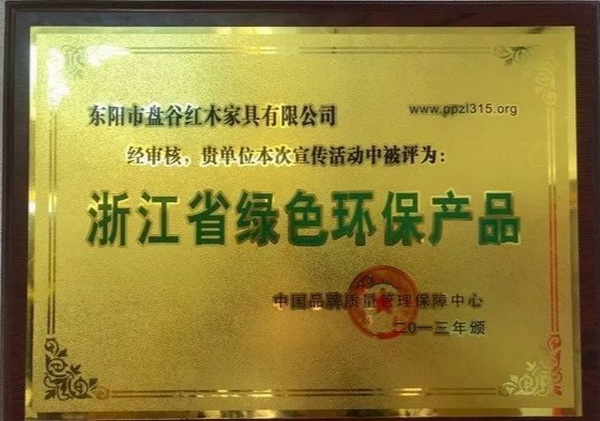 东阳市盘谷红木家具有限公司 www.ppzl315.org
经审核，贵单位本次宣传活动中被评为：
浙江省绿色环保产品
中国品牌质量管理保障中心
二〇一三年颁